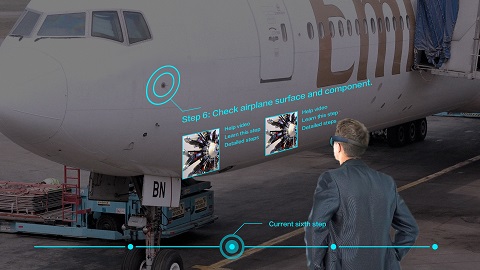 Emi
Step 6: Check airplane surface and component.
Help video
Learn this step
Detailed steps
Help video
Learn this step
Detailed steps
BN
Current sixth step